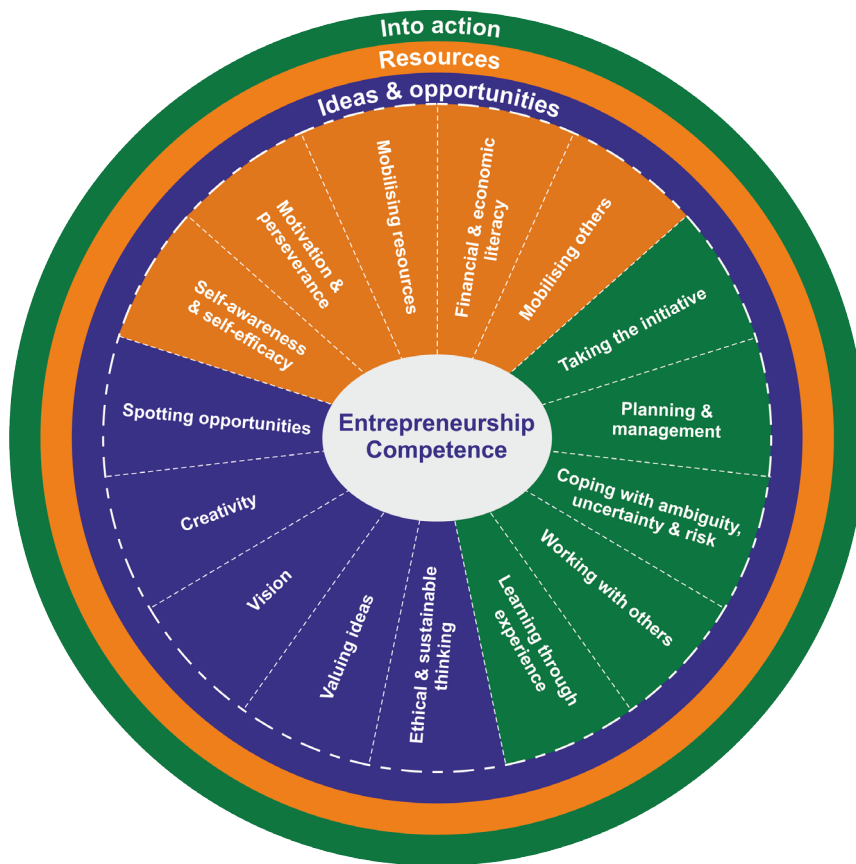 Into action
Resources
Ideas & opportunities
Self-awareness
& self-efficacy
Motivation &
perseverance
Mobilising resources
Financial & economic
literacy
Mobilising others
Taking the initiative
Planning &
management
Coping with ambiguity,
uncertainty & risk
Working with others
Learning through
experience
Ethical & sustainable
thinking
Valuing ideas
Vision
Creativity
Spotting opportunities
Entrepreneurship
Competence